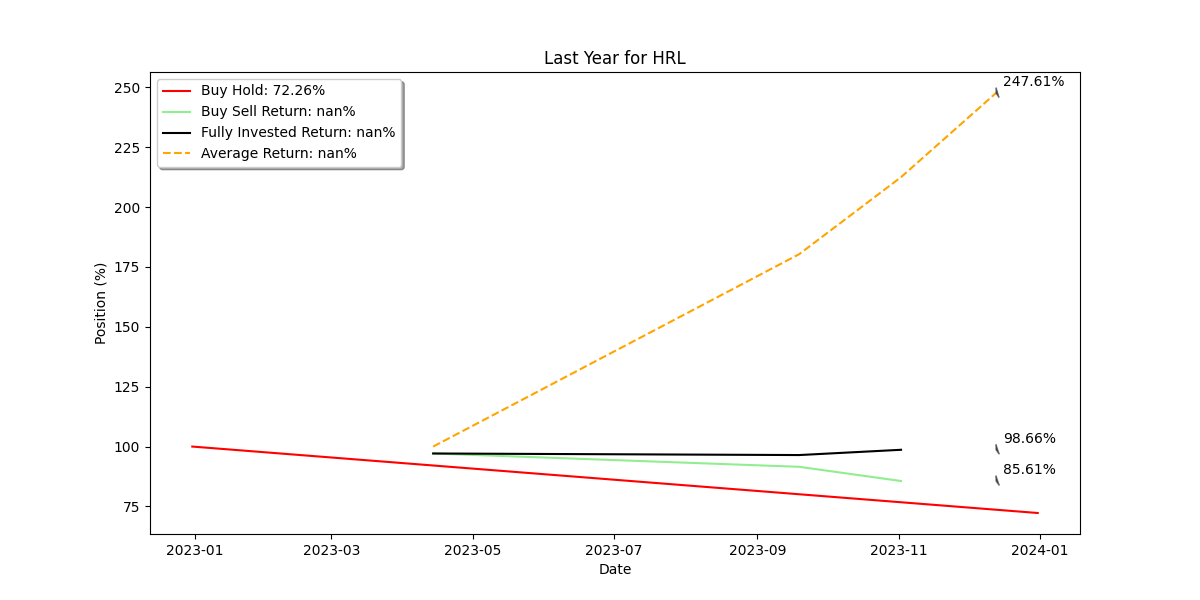 Last Year for HRL
Buy Hold: 72.26%
Buy Sell Return: nan%
Fully Invested Return: nan%
Average Return: nan%
247.61%
98.66%
85.61%
Position (%)
250
225
200
175
150
125
100
75
2023-01 2023-03 2023-05 2023-07 2023-09 2023-11 2024-01
Date